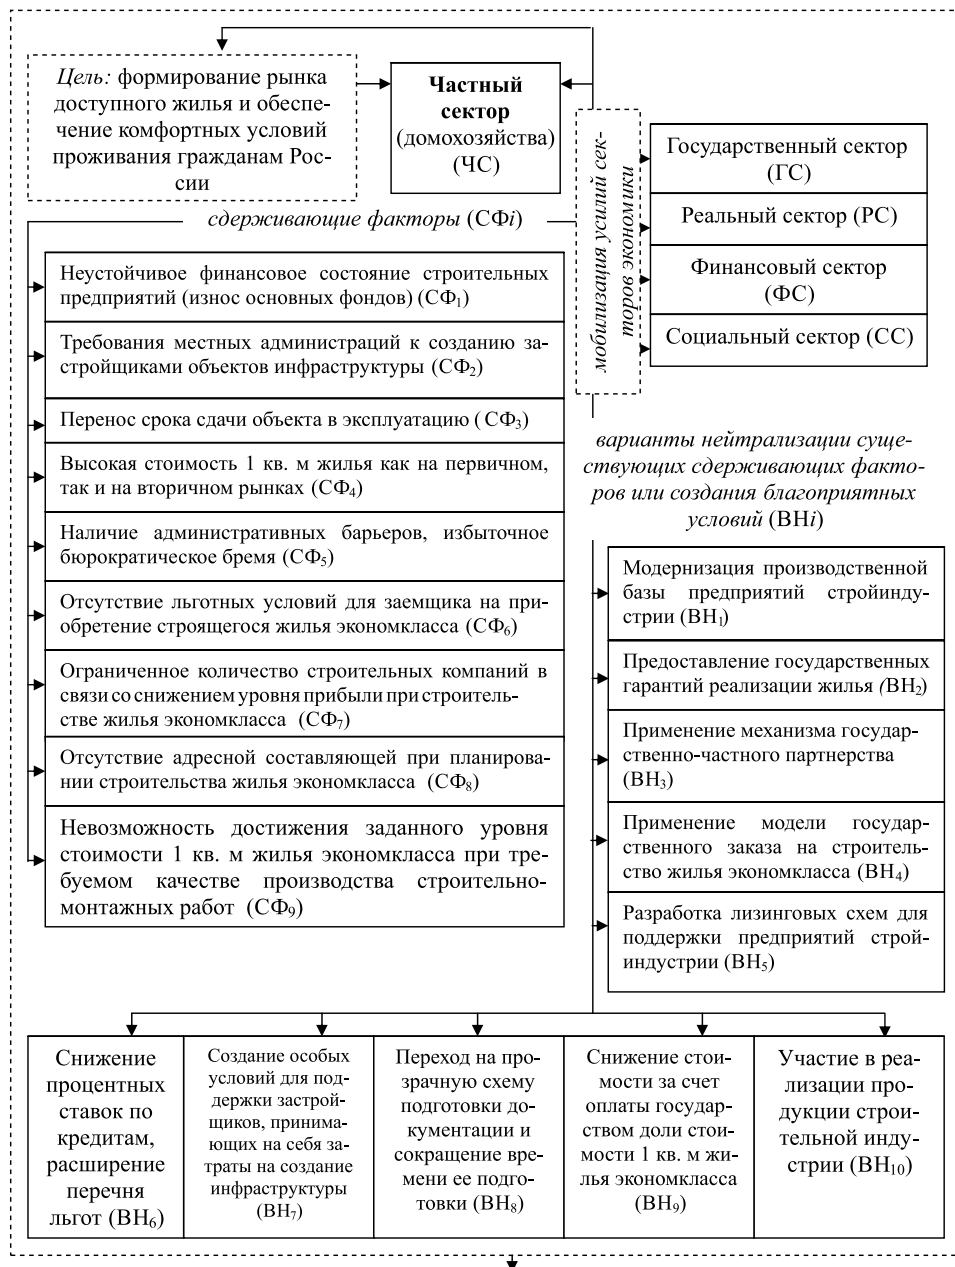 Цель: формирование рынка
доступного жилья и обеспе-
чение комфортных условий
проживания гражданам Рос-
сии
Частный
сектор
(домохозяйства)
(ЧС)
мобилизация усилий сек-
торов экономики
Государственный сектор
(ГС)
Реальный сектор (РС)
Финансовый сектор
(ФС)
Социальный сектор (СС)
сдерживающие факторы (СФi)
Неустойчивое финансовое состояние строительных
предприятий (износ основных фондов) (СФ1)
Требования местных администраций к созданию за-
стройщиками объектов инфраструктуры (СФ2)
Перенос срока сдачи объекта в эксплуатацию ( СФ3)
Высокая стоимость 1 кв. м жилья как на первичном,
так и на вторичном рынках (СФ4)
Наличие административных барьеров, избыточное
бюрократическое бремя (СФ5)
Отсутствие льготных условий для заемщика на при-
обретение строящегося жилья экономкласса (СФ6)
Ограниченное количество строительных компаний в
связи со снижением уровня прибыли при строитель-
стве жилья экономкласса (СФ7)
Отсутствие адресной составляющей при планирова-
нии строительства жилья экономкласса (СФ8)
Невозможность достижения заданного уровня
стоимости 1 кв. м жилья экономкласса при тре-
буемом качестве производства строительно-
монтажных работ (СФ9)
варианты нейтрализации суще-
ствующих сдерживающих факто-
ров или создания благоприятных
условий (ВНi)
Модернизация производственной
базы предприятий стройинду-
стрии (ВН1)
Предоставление государственных
гарантий реализации жилья (ВН2)
Применение механизма государ-
ственно-частного партнерства
(ВН3)
Применение модели государ-
ственного заказа на строитель-
ство жилья экономкласса (ВН4)
Разработка лизинговых схем для
поддержки предприятий строй-
индустрии (ВН5)
Снижение
процентных
ставок по
кредитам,
расширение
перечня
льгот (ВН6)
Создание особых
условий для под-
держки застрой-
щиков, принима-
ющих на себя за-
траты на создание
инфраструктуры
(ВН7)
Переход на про-
зрачную схему
подготовки до-
кументации и
сокращение вре-
мени ее подго-
товки (ВН8)
Снижение стои-
мости за счет
оплаты государ-
ством доли стои-
мости 1 кв. м жи-
лья экономкласса
(ВН9)
Участие в ре-
ализации про-
дукции строи-
тельной инду-
стрии (ВН10)